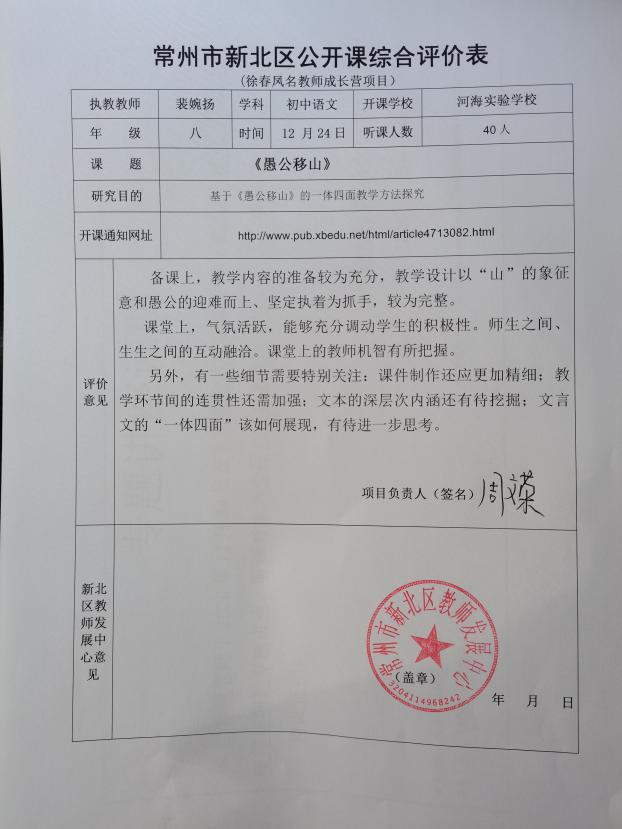 常州市新北区公开课综合评价表
(徐春凤名教师成长营项目)
执教教师 裴婉扬 学科 初中语文 开课学校 河海实验学校
年 级 八 时间 12 月 24 日 听课人数 40 人
课 题 《愚公移山》
研究目的 基于《愚公移山》的一体四面教学方法探究
开课通知网址 http://www.pub.xbedu.net/html/article4713082.html
评价
意见
备课上，教学内容的准备较为充分，教学设计以“山”的象征
意和愚公的迎难而上、坚定执着为抓手，较为完整。
课堂上，气氛活跃，能够充分调动学生的积极性。师生之间、
生生之间的互动融洽。课堂上的教师机智有所把握。
另外，有一些细节需要特别关注：课件制作还应更加精细；教
学环节间的连贯性还需加强；文本的深层次内涵还有待挖掘；文言
文的“一体四面”该如何展现，有待进一步思考。
项目负责人（签名）
新北
区教
师发
展中
心意
见
常州市新北区教师发展中心
（盖章）
3204114968242
年 月 日